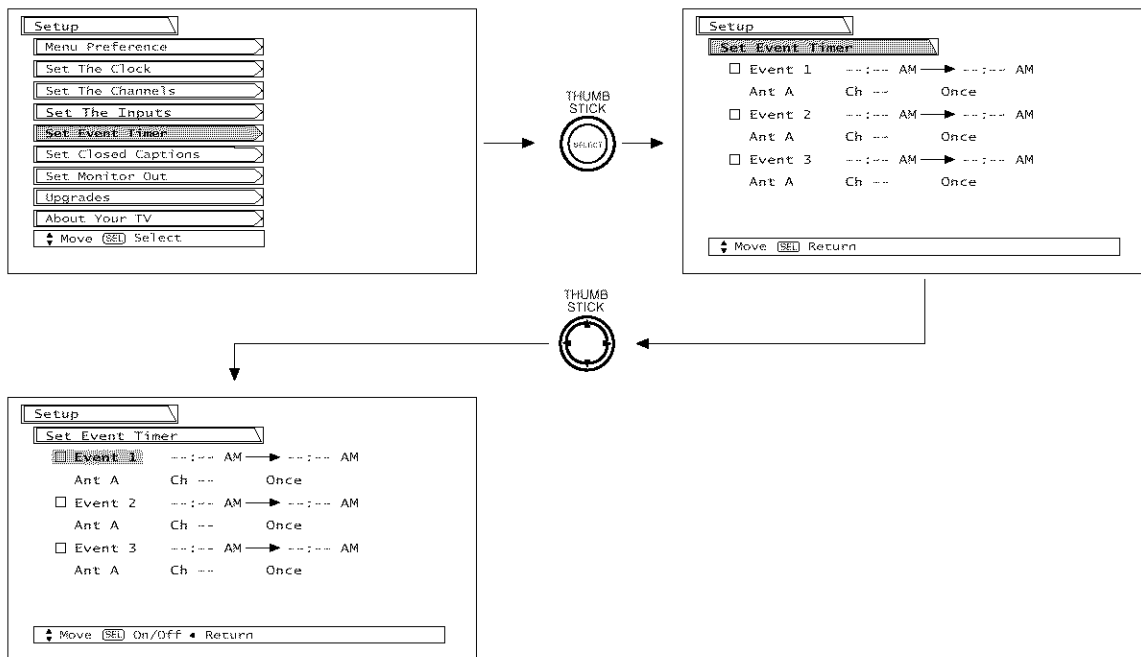 Setup
Menu Preference
Set The Clock
Set The Channels
Set The Inputs
Set Event Timer
Set Closed Captions
Set Monitor Out
Upgrades
About Your TV
Move SEL Select
THUMB
STICK
SELECT
Setup
Set Event Timer
Event 1 --:-- AM --:-- AM
Ant A Ch -- Once
Event 2 --:-- AM --:-- AM
Ant A Ch -- Once
Event 3 --:-- AM --:-- AM
Ant A Ch -- Once
Move SEL Return
THUMB
STICK
Setup
Set Event Timer
Event 1 --:-- AM --:-- AM
Ant A Ch -- Once
Event 2 --:-- AM --:-- AM
Ant A Ch -- Once
Event 3 --:-- AM --:-- AM
Ant A Ch -- Once
Move SEL On/Off Return